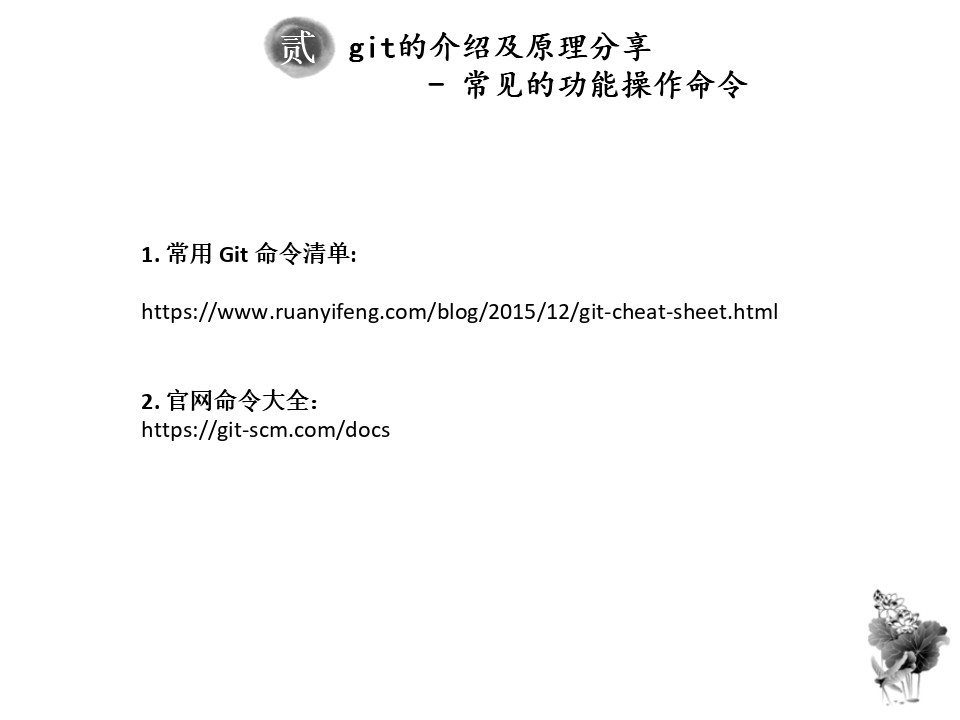 贰
git的介绍及原理分享
- 常见的功能操作命令
1. 常用 Git 命令清单:
https://www.ruanyifeng.com/blog/2015/12/git-cheat-sheet.html
2. 官网命令大全：
https://git-scm.com/docs